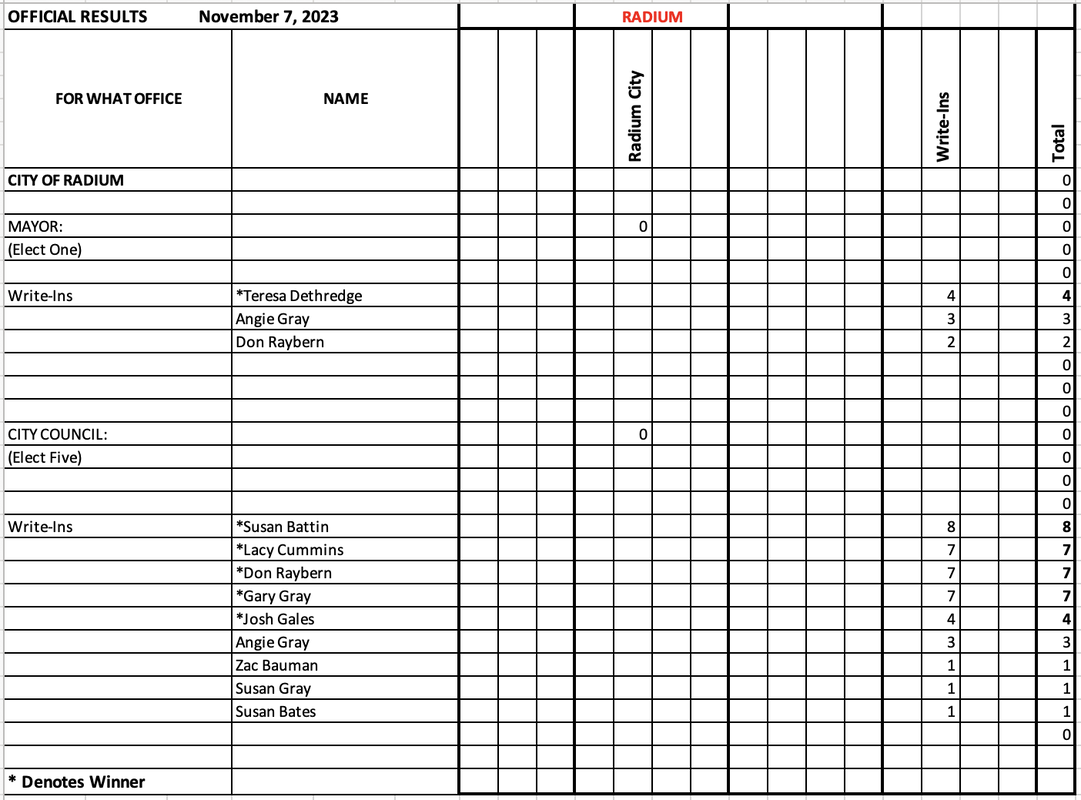 OFFICIAL RESULTS November 7, 2023 RADIUM
FOR WHAT OFFICE NAME Radium City Write-Ins Total
CITY OF RADIUM 0
0
MAYOR: 0 0
(Elect One) 0
0
Write-Ins *Teresa Dethredge 4 4
Angie Gray 3 3
Don Raybern 2 2
0
0
0
CITY COUNCIL: 0 0
(Elect Five) 0
0
0
Write-Ins *Susan Battin 8 8
*Lacy Cummins 7 7
*Don Raybern 7 7
*Gary Gray 7 7
*Josh Gales 4 4
Angie Gray 3 3
Zac Bauman 1 1
Susan Gray 1 1
Susan Bates 1 1
0
* Denotes Winner